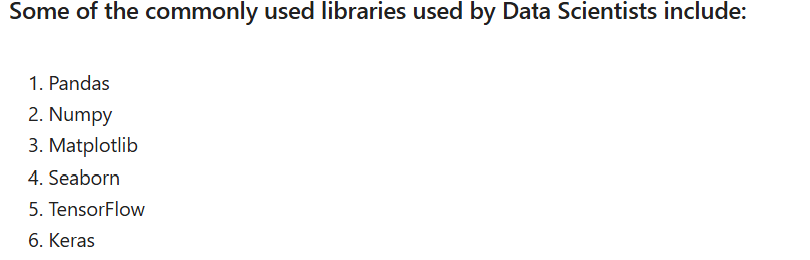 Some of the commonly used libraries used by Data Scientists include:
1. Pandas
2. Numpy
3. Matplotlib
4. Seaborn
5. TensorFlow
6. Keras